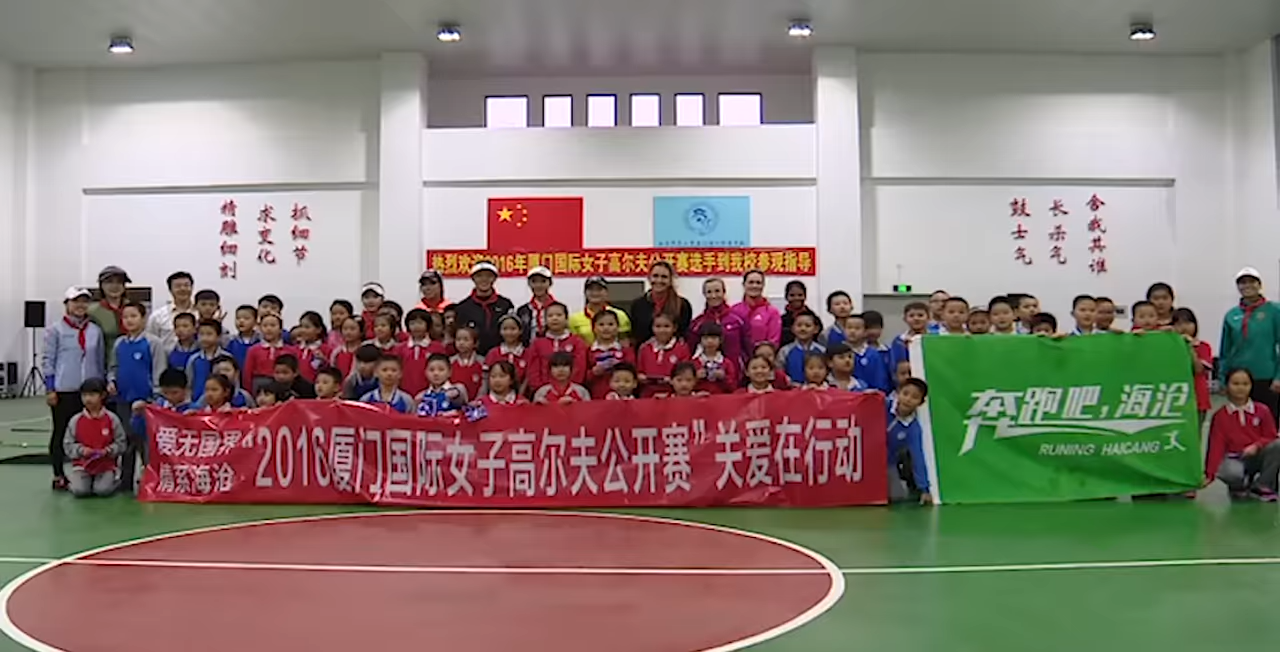 精雕细刻
求变化
抓细节
鼓士气
长杀气
舍我其谁
热烈欢迎2016年厦门国际女子高尔夫公开赛选手到我校参观指导
爱无国界
情系海沧
“2016厦门国际女子高尔夫公开赛”关爱在行动
奔跑吧,海沧
RUNING HAICANG